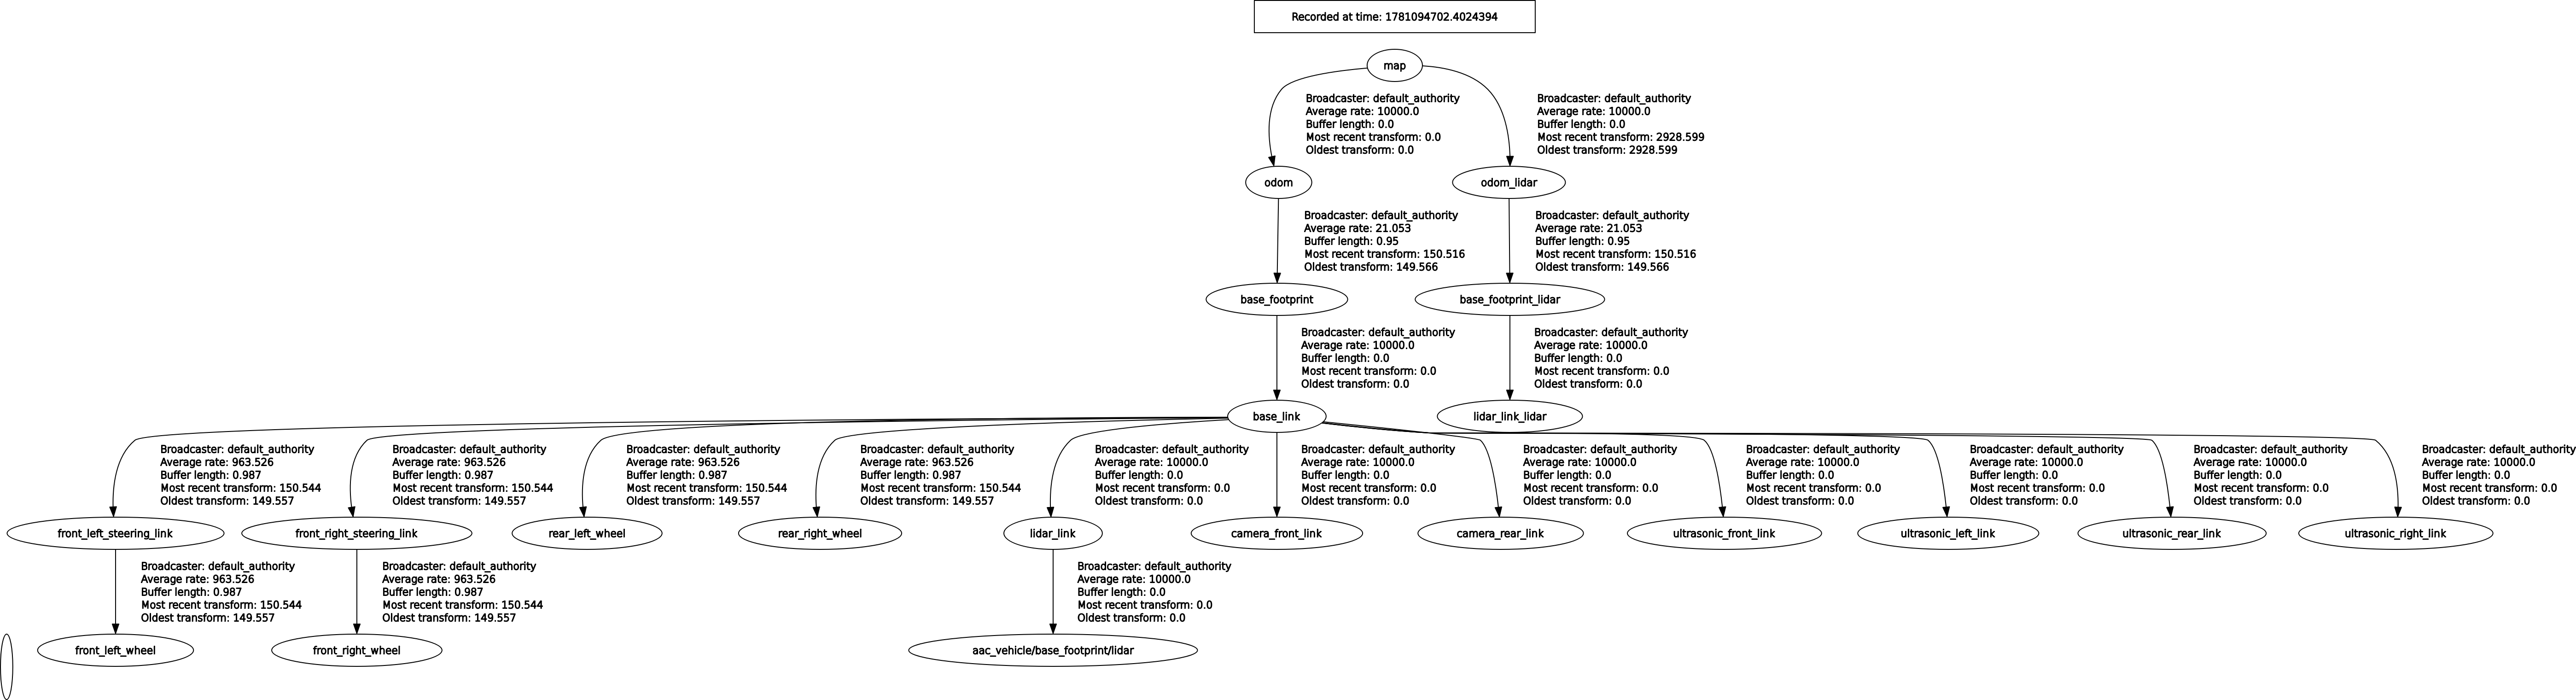 Recorded at time: 1781094702.4024394
map
Broadcaster: default_authority
Average rate: 10000.0
Buffer length: 0.0
Most recent transform: 0.0
Oldest transform: 0.0
Broadcaster: default_authority
Average rate: 10000.0
Buffer length: 0.0
Most recent transform: 2928.599
Oldest transform: 2928.599
odom
odom_lidar
Broadcaster: default_authority
Average rate: 21.053
Buffer length: 0.95
Most recent transform: 150.516
Oldest transform: 149.566
Broadcaster: default_authority
Average rate: 21.053
Buffer length: 0.95
Most recent transform: 150.516
Oldest transform: 149.566
base_footprint
base_footprint_lidar
Broadcaster: default_authority
Average rate: 10000.0
Buffer length: 0.0
Most recent transform: 0.0
Oldest transform: 0.0
Broadcaster: default_authority
Average rate: 10000.0
Buffer length: 0.0
Most recent transform: 0.0
Oldest transform: 0.0
base_link
lidar_link_lidar
Broadcaster: default_authority
Average rate: 963.526
Buffer length: 0.987
Most recent transform: 150.544
Oldest transform: 149.557
Broadcaster: default_authority
Average rate: 963.526
Buffer length: 0.987
Most recent transform: 150.544
Oldest transform: 149.557
Broadcaster: default_authority
Average rate: 963.526
Buffer length: 0.987
Most recent transform: 150.544
Oldest transform: 149.557
Broadcaster: default_authority
Average rate: 963.526
Buffer length: 0.987
Most recent transform: 150.544
Oldest transform: 149.557
Broadcaster: default_authority
Average rate: 10000.0
Buffer length: 0.0
Most recent transform: 0.0
Oldest transform: 0.0
Broadcaster: default_authority
Average rate: 10000.0
Buffer length: 0.0
Most recent transform: 0.0
Oldest transform: 0.0
Broadcaster: default_authority
Average rate: 10000.0
Buffer length: 0.0
Most recent transform: 0.0
Oldest transform: 0.0
Broadcaster: default_authority
Average rate: 10000.0
Buffer length: 0.0
Most recent transform: 0.0
Oldest transform: 0.0
Broadcaster: default_authority
Average rate: 10000.0
Buffer length: 0.0
Most recent transform: 0.0
Oldest transform: 0.0
Broadcaster: default_authority
Average rate: 10000.0
Buffer length: 0.0
Most recent transform: 0.0
Oldest transform: 0.0
Broadcaster: default_authority
Average rate: 10000.0
Buffer length: 0.0
Most recent transform: 0.0
Oldest transform: 0.0
front_left_steering_link
front_right_steering_link
rear_left_wheel
rear_right_wheel
lidar_link
camera_front_link
camera_rear_link
ultrasonic_front_link
ultrasonic_left_link
ultrasonic_rear_link
ultrasonic_right_link
Broadcaster: default_authority
Average rate: 963.526
Buffer length: 0.987
Most recent transform: 150.544
Oldest transform: 149.557
Broadcaster: default_authority
Average rate: 963.526
Buffer length: 0.987
Most recent transform: 150.544
Oldest transform: 149.557
Broadcaster: default_authority
Average rate: 10000.0
Buffer length: 0.0
Most recent transform: 0.0
Oldest transform: 0.0
front_left_wheel
front_right_wheel
aac_vehicle/base_footprint/lidar